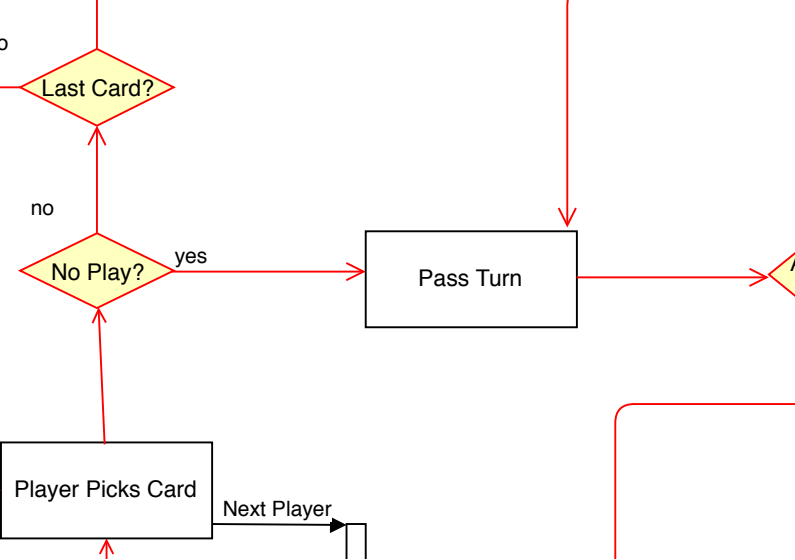 Last Card?
no
No Play?
yes
Pass Turn
Player Picks Card
Next Player